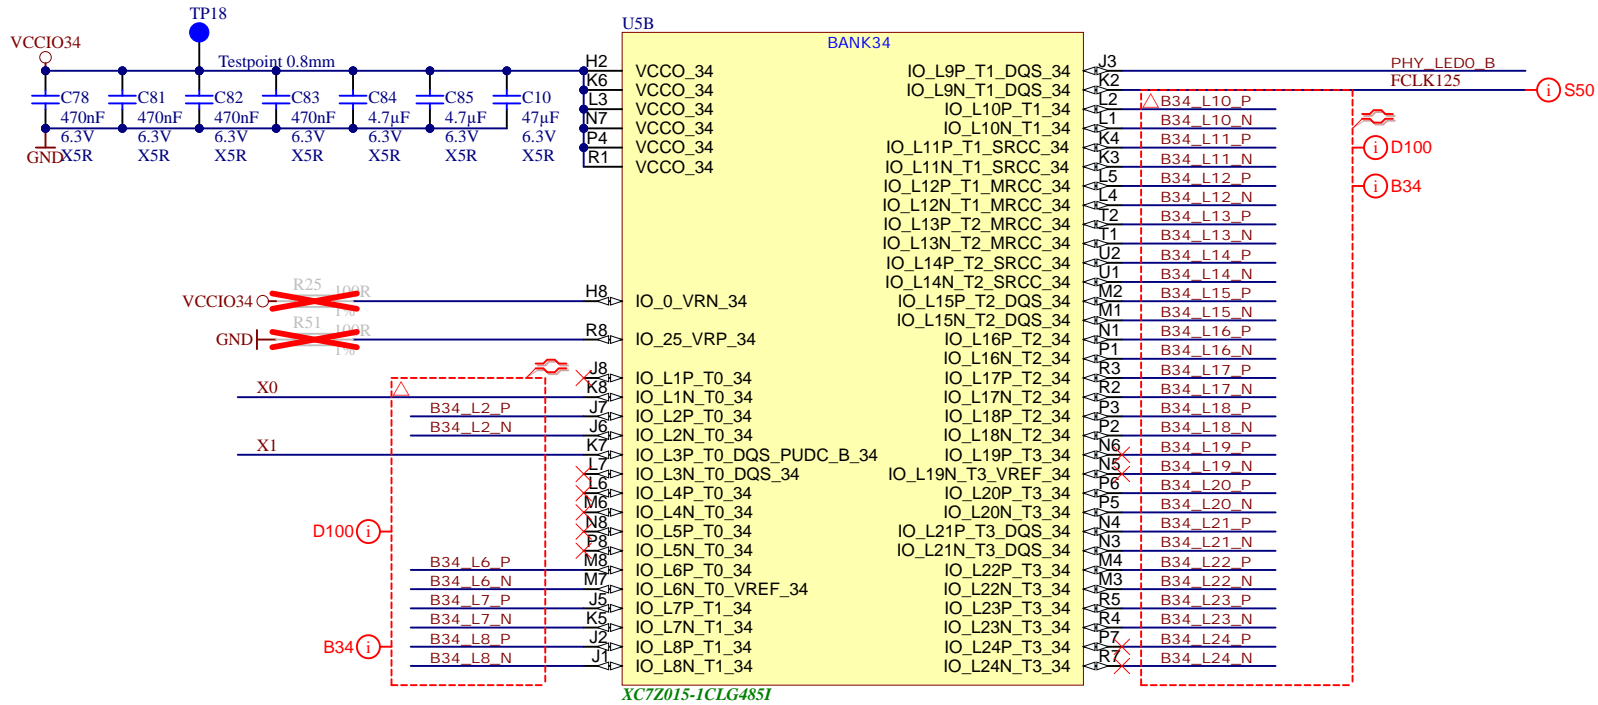 TP18
VCCIO34
Testpoint 0.8mm
C78 C81 C82 C83 C84 C85 C10
470nF 470nF 470nF 470nF 4.7µF 4.7µF 47µF
6.3V 6.3V 6.3V 6.3V 6.3V 6.3V 6.3V
X5R X5R X5R X5R X5R X5R X5R
GND
U5B
BANK34
H2 VCCO_34
K6 VCCO_34
L3 VCCO_34
N7 VCCO_34
P4 VCCO_34
R1 VCCO_34
VCCIO34 R25 100R 1% H8 IO_0_VRN_34
GND R51 100R 1% R8 IO_25_VRP_34
J8 IO_L1P_T0_34
X0 K8 IO_L1N_T0_34
B34_L2_P J7 IO_L2P_T0_34
B34_L2_N J6 IO_L2N_T0_34
X1 K7 IO_L3P_T0_DQS_PUDC_B_34
L7 IO_L3N_T0_DQS_34
L6 IO_L4P_T0_34
M6 IO_L4N_T0_34
D100 i N8 IO_L5P_T0_34
P8 IO_L5N_T0_34
B34_L6_P M8 IO_L6P_T0_34
B34_L6_N M7 IO_L6N_T0_VREF_34
B34_L7_P J5 IO_L7P_T1_34
B34_L7_N K5 IO_L7N_T1_34
B34 i B34_L8_P J2 IO_L8P_T1_34
B34_L8_N J1 IO_L8N_T1_34
IO_L9P_T1_DQS_34 J3 PHY_LED0_B
IO_L9N_T1_DQS_34 K2 FCLK125 i S50
IO_L10P_T1_34 L2 B34_L10_P
IO_L10N_T1_34 L1 B34_L10_N
IO_L11P_T1_SRCC_34 K4 B34_L11_P i D100
IO_L11N_T1_SRCC_34 K3 B34_L11_N
IO_L12P_T1_MRCC_34 L5 B34_L12_P i B34
IO_L12N_T1_MRCC_34 L4 B34_L12_N
IO_L13P_T2_MRCC_34 T2 B34_L13_P
IO_L13N_T2_MRCC_34 T1 B34_L13_N
IO_L14P_T2_SRCC_34 U2 B34_L14_P
IO_L14N_T2_SRCC_34 U1 B34_L14_N
IO_L15P_T2_DQS_34 M2 B34_L15_P
IO_L15N_T2_DQS_34 M1 B34_L15_N
IO_L16P_T2_34 N1 B34_L16_P
IO_L16N_T2_34 P1 B34_L16_N
IO_L17P_T2_34 R3 B34_L17_P
IO_L17N_T2_34 R2 B34_L17_N
IO_L18P_T2_34 P3 B34_L18_P
IO_L18N_T2_34 P2 B34_L18_N
IO_L19P_T3_34 N6 B34_L19_P
IO_L19N_T3_VREF_34 N5 B34_L19_N
IO_L20P_T3_34 P6 B34_L20_P
IO_L20N_T3_34 P5 B34_L20_N
IO_L21P_T3_DQS_34 N4 B34_L21_P
IO_L21N_T3_DQS_34 N3 B34_L21_N
IO_L22P_T3_34 M4 B34_L22_P
IO_L22N_T3_34 M3 B34_L22_N
IO_L23P_T3_34 R5 B34_L23_P
IO_L23N_T3_34 R4 B34_L23_N
IO_L24P_T3_34 P7 B34_L24_P
IO_L24N_T3_34 R7 B34_L24_N
XC7Z015-1CLG485I